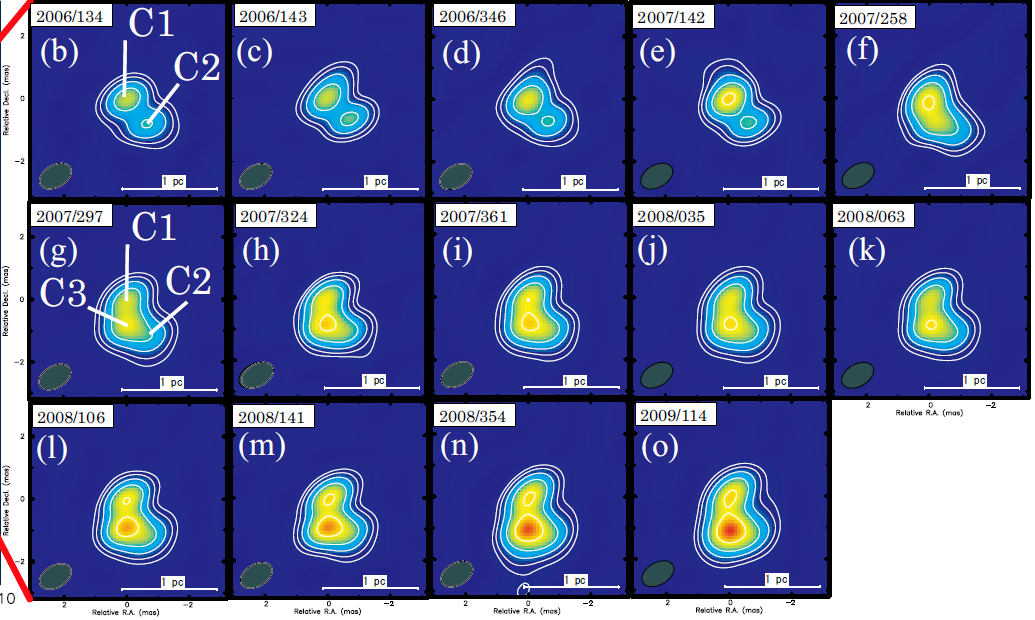 2006/134 2006/143 2006/346 2007/142 2007/258
(b) C1 C2 (c) (d) (e) (f)
Relative Decl. (mas)
2
0
−2
1 pc 1 pc 1 pc 1 pc 1 pc
2007/297 2007/324 2007/361 2008/035 2008/063
(g) C1 C3 C2 (h) (i) (j) (k)
Relative Decl. (mas)
2
0
−2
1 pc 1 pc 1 pc 1 pc 1 pc
2 0 −2
Relative R.A. (mas)
2008/106 2008/141 2008/354 2009/114
(l) (m) (n) (o)
Relative Decl. (mas)
2
0
−2
1 pc 1 pc 1 pc 1 pc
10
2 0 −2 2 0 −2 2 0 −2 2 0 −2
Relative R.A. (mas) Relative R.A. (mas) Relative R.A. (mas) Relative R.A. (mas)